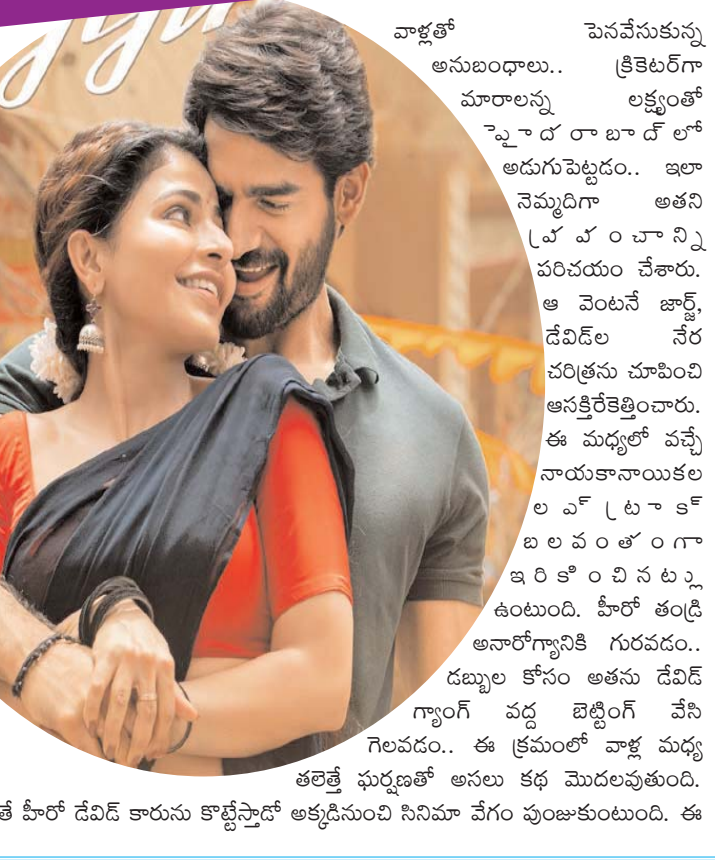 వాళ్లతో పెనవేసుకున్న
అనుబంధాలు.. క్రికెటర్‌గా
మారాలన్న లక్ష్యంతో
హైదరాబాద్‌లో
అడుగుపెట్టడం.. ఇలా
నెమ్మదిగా అతని
ప్రపంచాన్ని
పరిచయం చేశారు.
ఆ వెంటనే జార్జ్,
డేవిడ్‌ల నేర
చరిత్రను చూపించి
ఆసక్తిరేకెత్తించారు.
ఈ మధ్యలో వచ్చే
నాయకానాయికల
లవ్ ట్రాక్
బలవంతంగా
ఇరికించినట్లు
ఉంటుంది. హీరో తండ్రి
అనారోగ్యానికి గురవడం..
డబ్బుల కోసం అతను డేవిడ్
గ్యాంగ్ వద్ద బెట్టింగ్ వేసి
గెలవడం.. ఈ క్రమంలో వాళ్ల మధ్య
తలెత్తే ఘర్షణతో అసలు కథ మొదలవుతుంది.
తే హీరో డేవిడ్ కారును కొట్టేస్తాడో అక్కడినుంచి సినిమా వేగం పుంజుకుంటుంది. ఈ